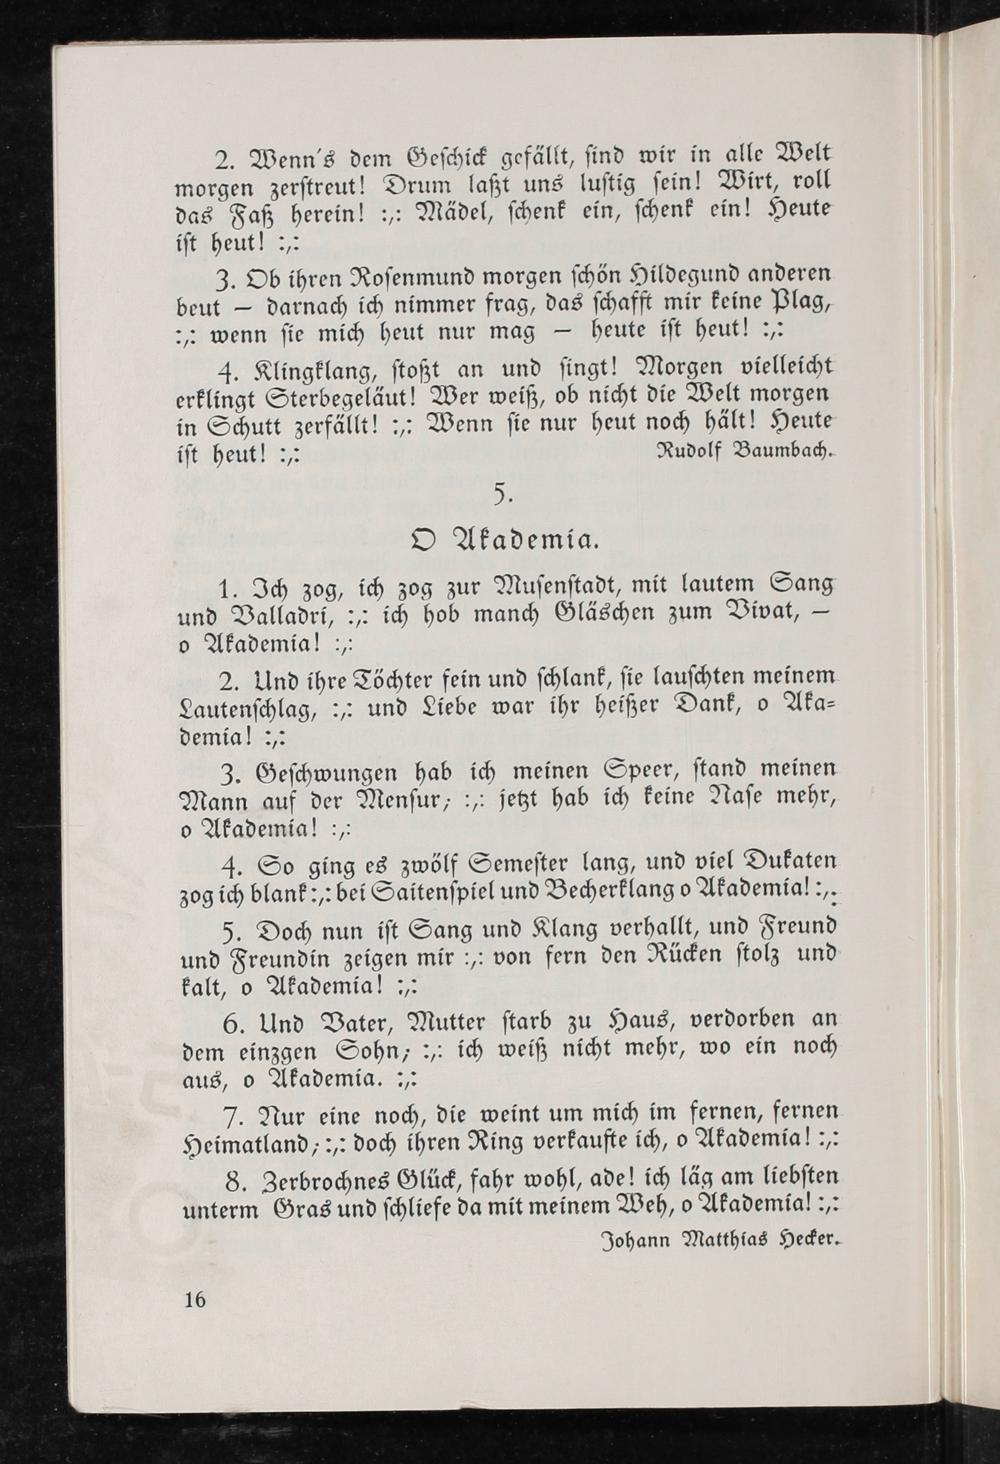 2. Wenn's dem Geschick gefällt, sind wir in alle Welt
morgen zerstreut! Drum laßt uns lustig sein! Wirt, roll
das Faß herein! :,: Mädel, schenk ein, schenk ein! Heute
ist heut! :,:
3. Ob ihren Rosenmund morgen schön Hildegund anderen
beut — darnach ich nimmer frag, das schafft mir keine Plag,
:,: wenn sie mich heut nur mag — heute ist heut! :,:
4. Klingklang, stoßt an und singt! Morgen vielleicht
erklingt Sterbegeläut! Wer weiß, ob nicht die Welt morgen
in Schutt zerfällt! :,: Wenn sie nur heut noch hält! Heute
ist heut! :,: Rudolf Baumbach.
5.
O Akademia.
1. Ich zog, ich zog zur Musenstadt, mit lautem Sang
und Valladri, :,: ich hob manch Gläschen zum Vivat, —
o Akademia! :,:
2. Und ihre Töchter fein und schlank, sie lauschten meinem
Lautenschlag, :,: und Liebe war ihr heißer Dank, o Aka=
demia! :,:
3. Geschwungen hab ich meinen Speer, stand meinen
Mann auf der Mensur; :,: jetzt hab ich keine Nase mehr,
o Akademia! :,:
4. So ging es zwölf Semester lang, und viel Dukaten
zog ich blank :,: bei Saitenspiel und Becherklang o Akademia! :,:
5. Doch nun ist Sang und Klang verhallt, und Freund
und Freundin zeigen mir :,: von fern den Rücken stolz und
kalt, o Akademia! :,:
6. Und Vater, Mutter starb zu Haus, verdorben an
dem einzgen Sohn; :,: ich weiß nicht mehr, wo ein noch
aus, o Akademia. :,:
7. Nur eine noch, die weint um mich im fernen, fernen
Heimatland; :,: doch ihren Ring verkaufte ich, o Akademia! :,:
8. Zerbrochnes Glück, fahr wohl, ade! ich läg am liebsten
unterm Gras und schliefe da mit meinem Weh, o Akademia! :,:
Johann Matthias Hecker.
16